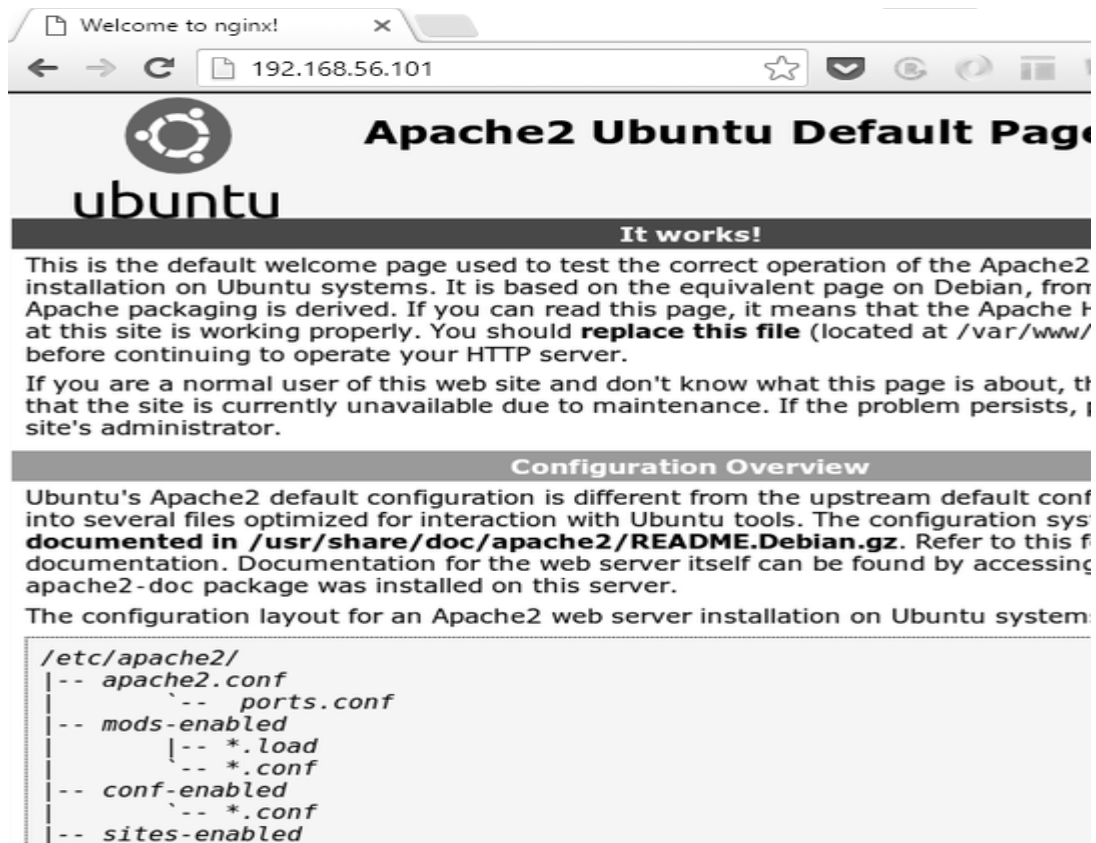 Welcome to nginx!
192.168.56.101
ubuntu
Apache2 Ubuntu Default Page
It works!
This is the default welcome page used to test the correct operation of the Apache2
installation on Ubuntu systems. It is based on the equivalent page on Debian, from
Apache packaging is derived. If you can read this page, it means that the Apache H
at this site is working properly. You should replace this file (located at /var/www/
before continuing to operate your HTTP server.
If you are a normal user of this web site and don't know what this page is about, th
that the site is currently unavailable due to maintenance. If the problem persists,
site's administrator.
Configuration Overview
Ubuntu's Apache2 default configuration is different from the upstream default conf
into several files optimized for interaction with Ubuntu tools. The configuration sys
documented in /usr/share/doc/apache2/README.Debian.gz. Refer to this f
documentation. Documentation for the web server itself can be found by accessing
apache2-doc package was installed on this server.
The configuration layout for an Apache2 web server installation on Ubuntu system
/etc/apache2/
|-- apache2.conf
|       `--  ports.conf
|-- mods-enabled
|       |-- *.load
|       `-- *.conf
|-- conf-enabled
|       `-- *.conf
|-- sites-enabled